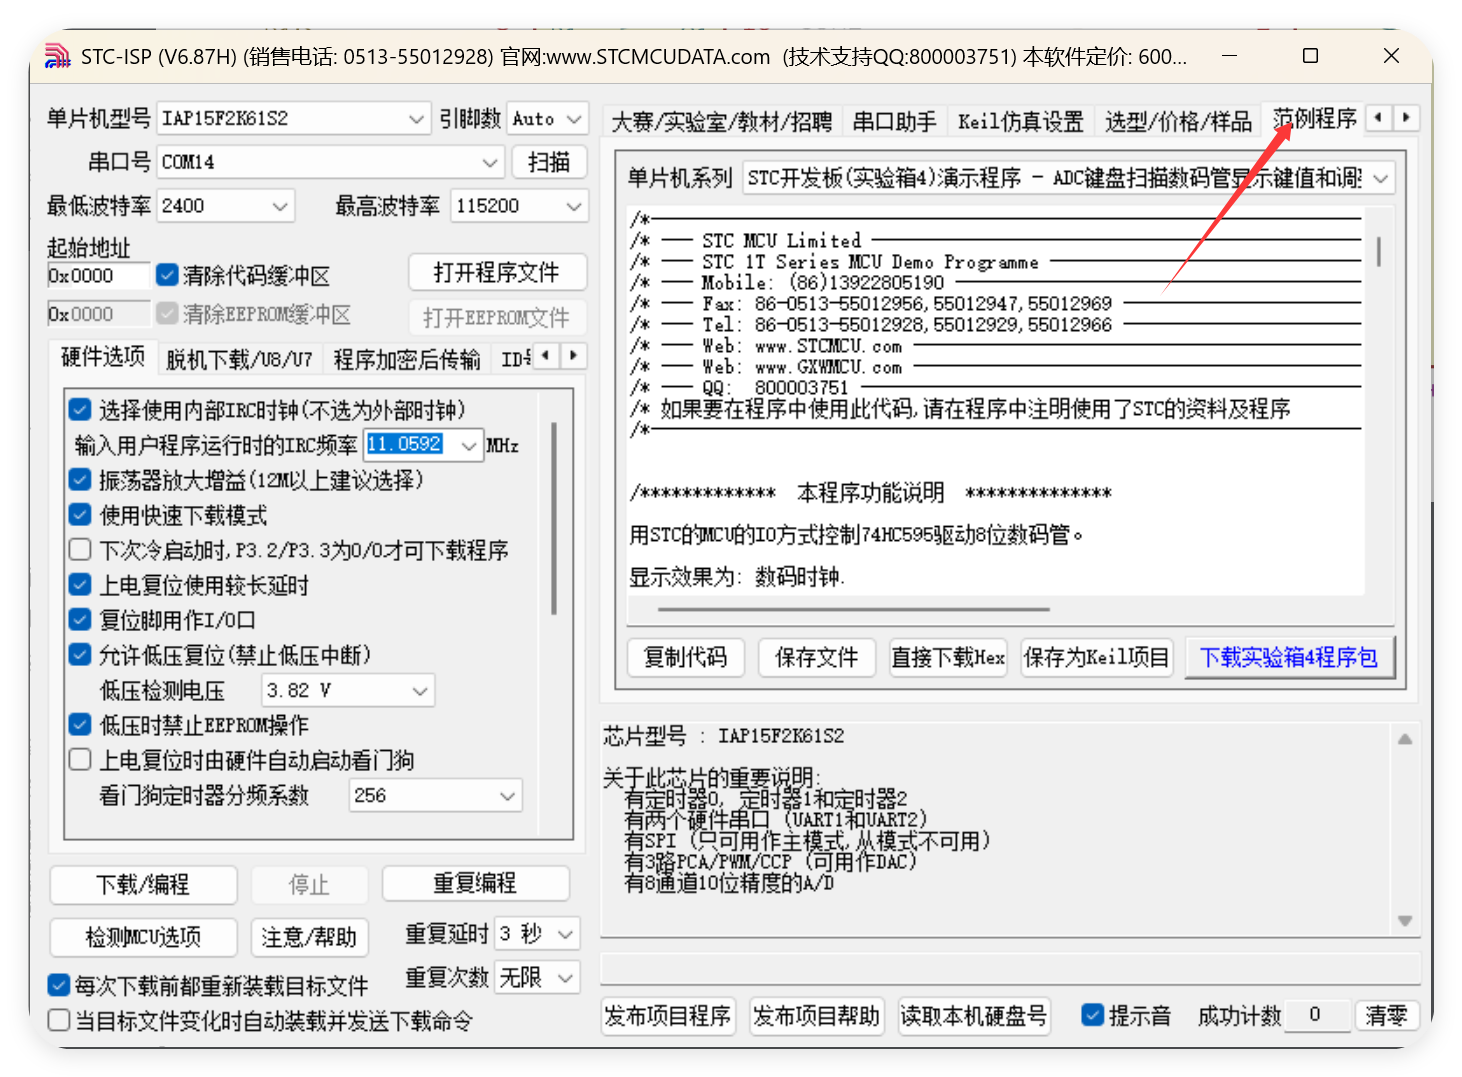 STC-ISP (V6.87H) (销售电话: 0513-55012928) 官网:www.STCMCUDATA.com (技术支持QQ:800003751) 本软件定价: 600...
单片机型号 IAP15F2K61S2 引脚数 Auto
串口号 COM14 扫描
最低波特率 2400 最高波特率 115200
起始地址
0x0000 清除代码缓冲区 打开程序文件
0x0000 清除EEPROM缓冲区 打开EEPROM文件
硬件选项 脱机下载/U8/U7 程序加密后传输
选择使用内部IRC时钟(不选为外部时钟)
输入用户程序运行时的IRC频率 11.0592 MHz
振荡器放大增益(12M以上建议选择)
使用快速下载模式
下次冷启动时,P3.2/P3.3为0/0才可下载程序
上电复位使用较长延时
复位脚用作I/O口
允许低压复位(禁止低压中断)
低压检测电压 3.82 V
低压时禁止EEPROM操作
上电复位时由硬件自动启动看门狗
看门狗定时器分频系数 256
下载/编程 停止 重复编程
检测MCU选项 注意/帮助 重复延时 3 秒
重复次数 无限
每次下载前都重新装载目标文件
当目标文件变化时自动装载并发送下载命令
大赛/实验室/教材/招聘 串口助手 Keil仿真设置 选型/价格/样品 范例程序
单片机系列 STC开发板(实验箱4)演示程序 - ADC键盘扫描数码管显示键值和调
/*
/* --- STC MCU Limited
/* --- STC 1T Series MCU Demo Programme
/* --- Mobile: (86)13922805190
/* --- Fax: 86-0513-55012956,55012947,55012969
/* --- Tel: 86-0513-55012928,55012929,55012966
/* --- Web: www.STCMCU.com
/* --- Web: www.GXWMCU.com
/* --- QQ: 800003751
/* 如果要在程序中使用此代码,请在程序中注明使用了STC的资料及程序
/*
/************* 本程序功能说明 **************
用STC的MCU的IO方式控制74HC595驱动8位数码管。
显示效果为: 数码时钟.
复制代码 保存文件 直接下载Hex 保存为Keil项目 下载实验箱4程序包
芯片型号 : IAP15F2K61S2
关于此芯片的重要说明:
有定时器0, 定时器1和定时器2
有两个硬件串口 (UART1和UART2)
有SPI (只可用作主模式,从模式不可用)
有3路PCA/PWM/CCP (可用作DAC)
有8通道10位精度的A/D
发布项目程序 发布项目帮助 读取本机硬盘号 提示音 成功计数 0 清零